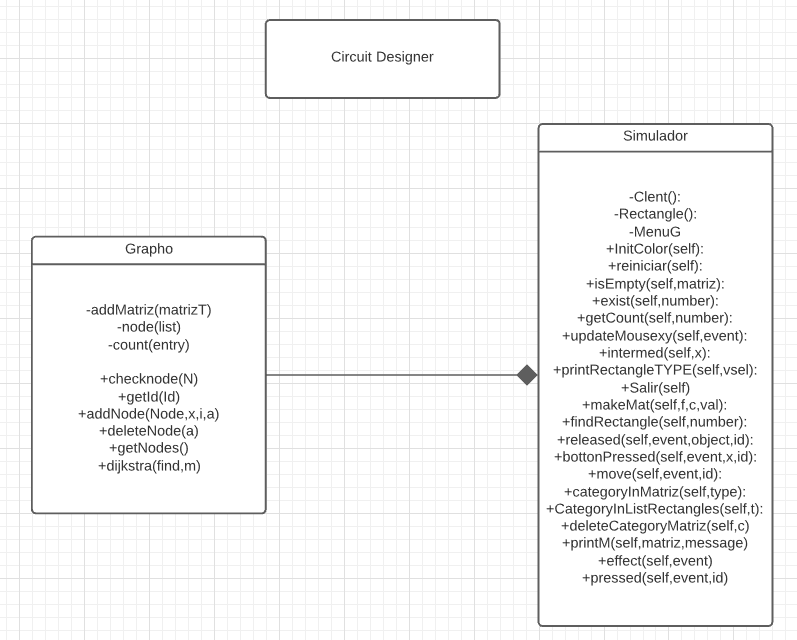 Circuit Designer
Simulador
-Clent():
-Rectangle():
-MenuG
+InitColor(self):
+reiniciar(self):
+isEmpty(self,matriz):
+exist(self,number):
+getCount(self,number):
+updateMousexy(self,event):
+intermed(self,x):
+printRectangleTYPE(self,vsel):
+Salir(self)
+makeMat(self,f,c,val):
+findRectangle(self,number):
+released(self,event,object,id):
+bottonPressed(self,event,x,id):
+move(self,event,id):
+categoryInMatriz(self,type):
+CategoryInListRectangles(self,t):
+deleteCategoryMatriz(self,c)
+printM(self,matriz,message)
+effect(self,event)
+pressed(self,event,id)
Grapho
-addMatriz(matrizT)
-node(list)
-count(entry)
+checknode(N)
+getId(Id)
+addNode(Node,x,i,a)
+deleteNode(a)
+getNodes()
+dijkstra(find,m)